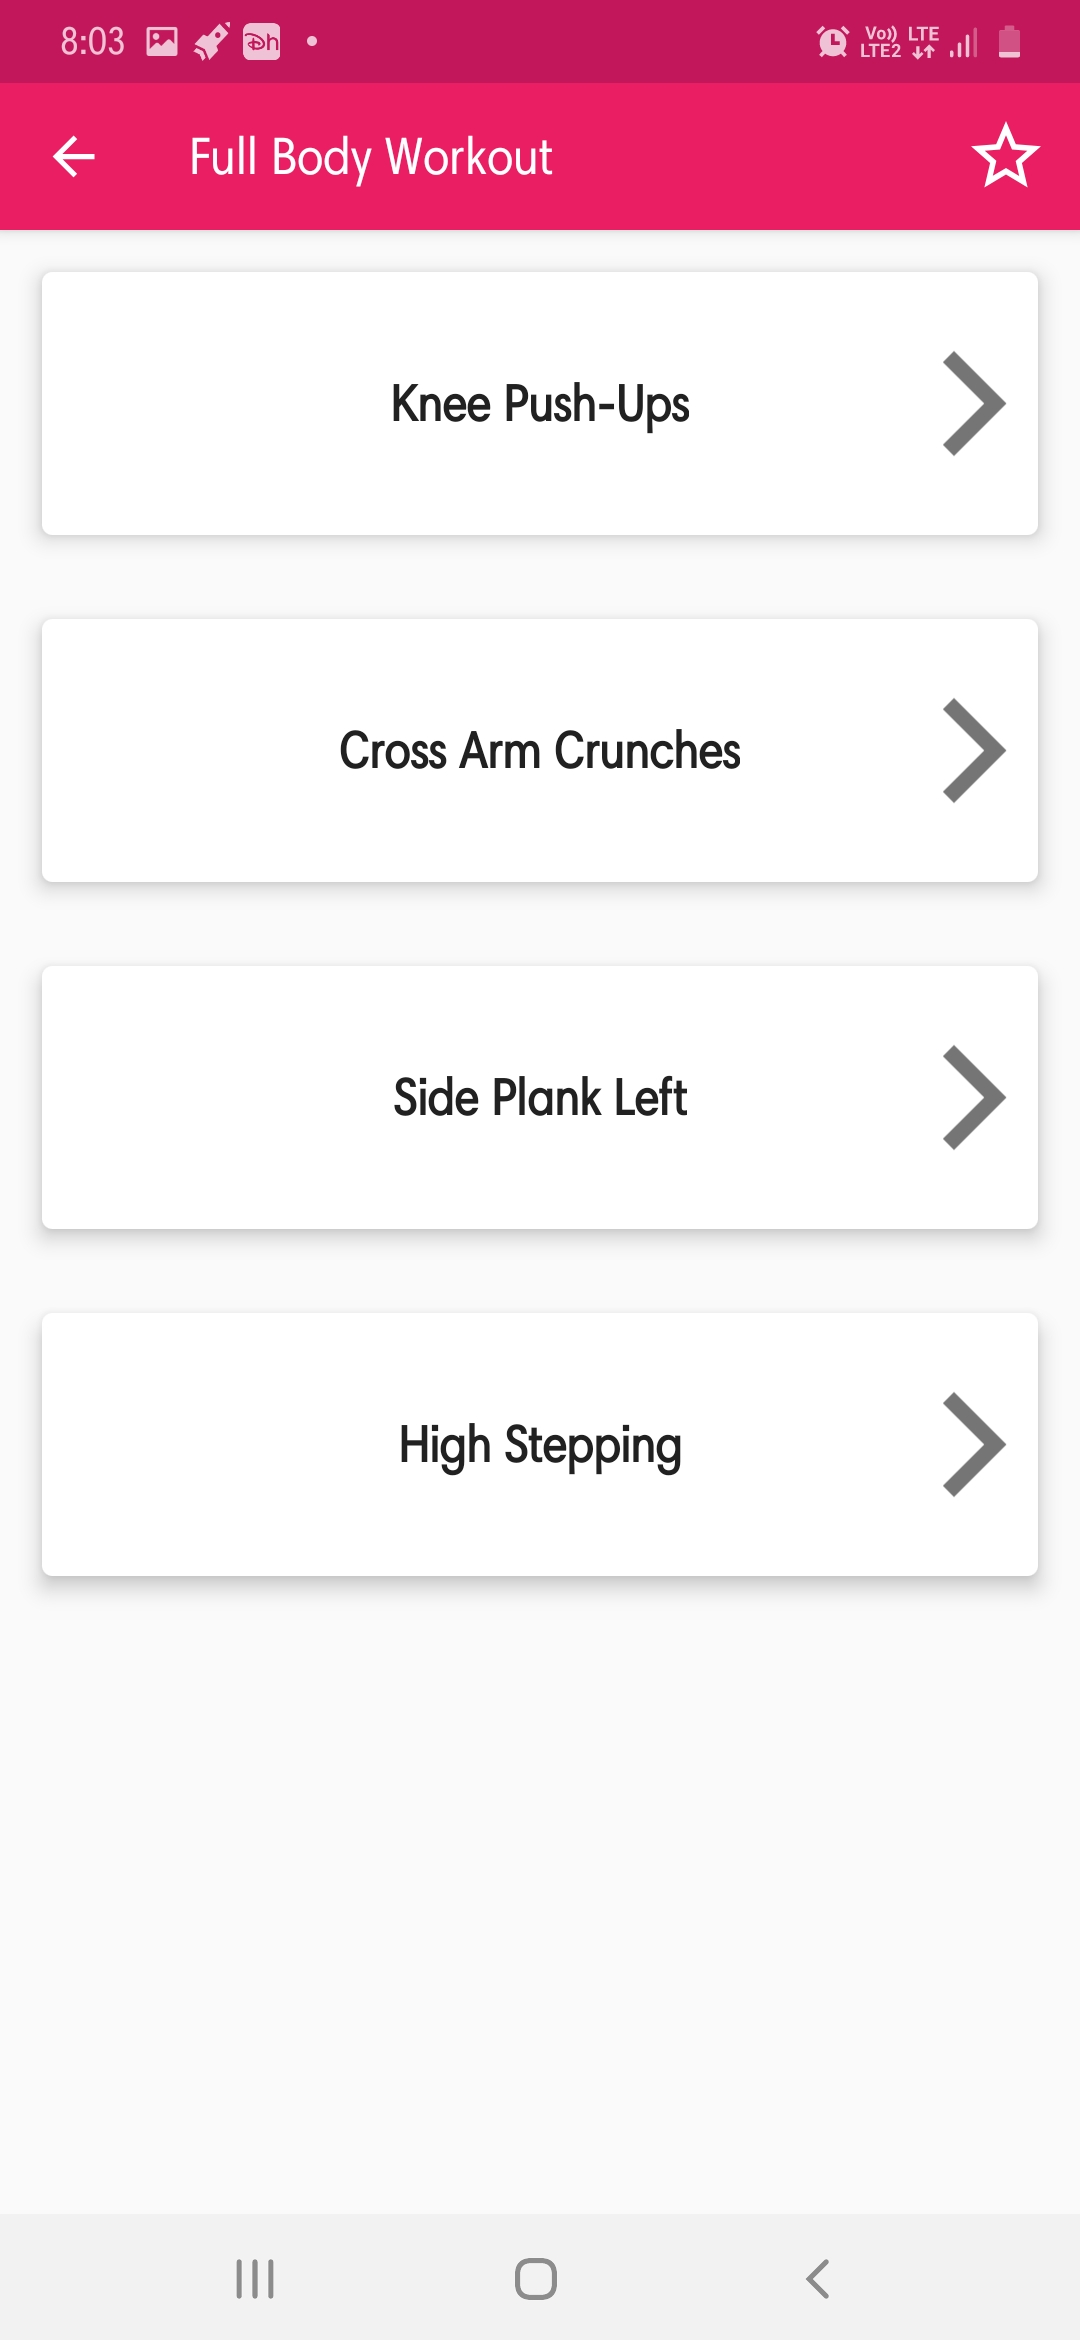 8:03
Vo)) LTE
LTE2
Full Body Workout
Knee Push-Ups
Cross Arm Crunches
Side Plank Left
High Stepping